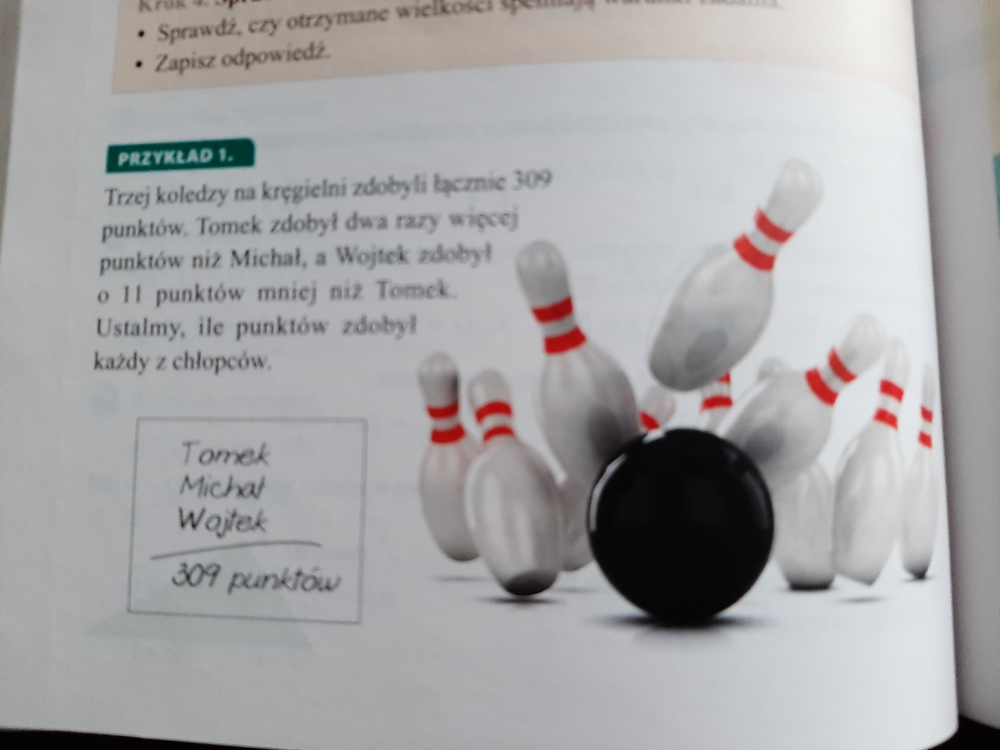 Krok 4.
• Sprawdź, czy otrzymane wielkości spełniają warunki zadania.
• Zapisz odpowiedź.
PRZYKŁAD 1.
Trzej koledzy na kręgielni zdobyli łącznie 309
punktów. Tomek zdobył dwa razy więcej
punktów niż Michał, a Wojtek zdobył
o 11 punktów mniej niż Tomek.
Ustalmy, ile punktów zdobył
każdy z chłopców.
Tomek
Michał
Wojtek
309 punktów